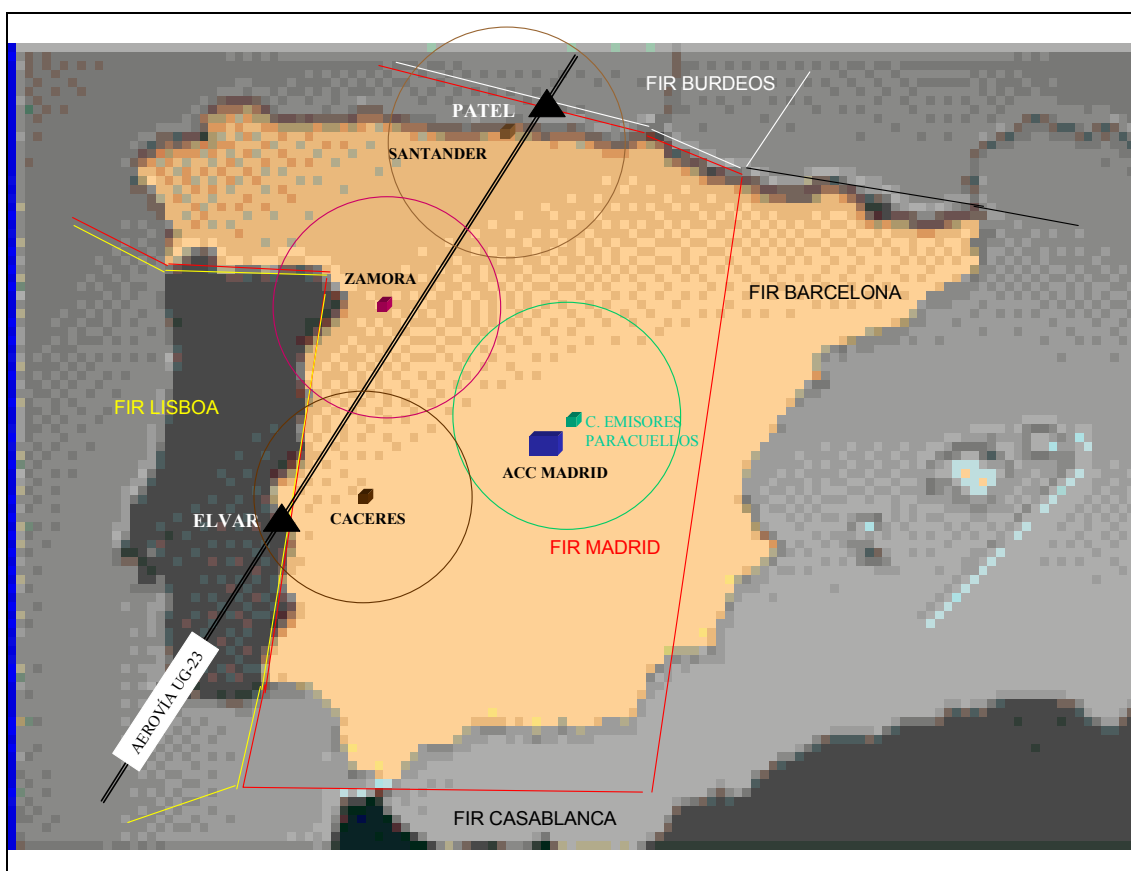 FIR BURDEOS
PATEL
SANTANDER
ZAMORA
FIR BARCELONA
FIR LISBOA
C. EMISORES
PARACUELLOS
ACC MADRID
ELVAR
CACERES
FIR MADRID
AEROVÍA UG-23
FIR CASABLANCA